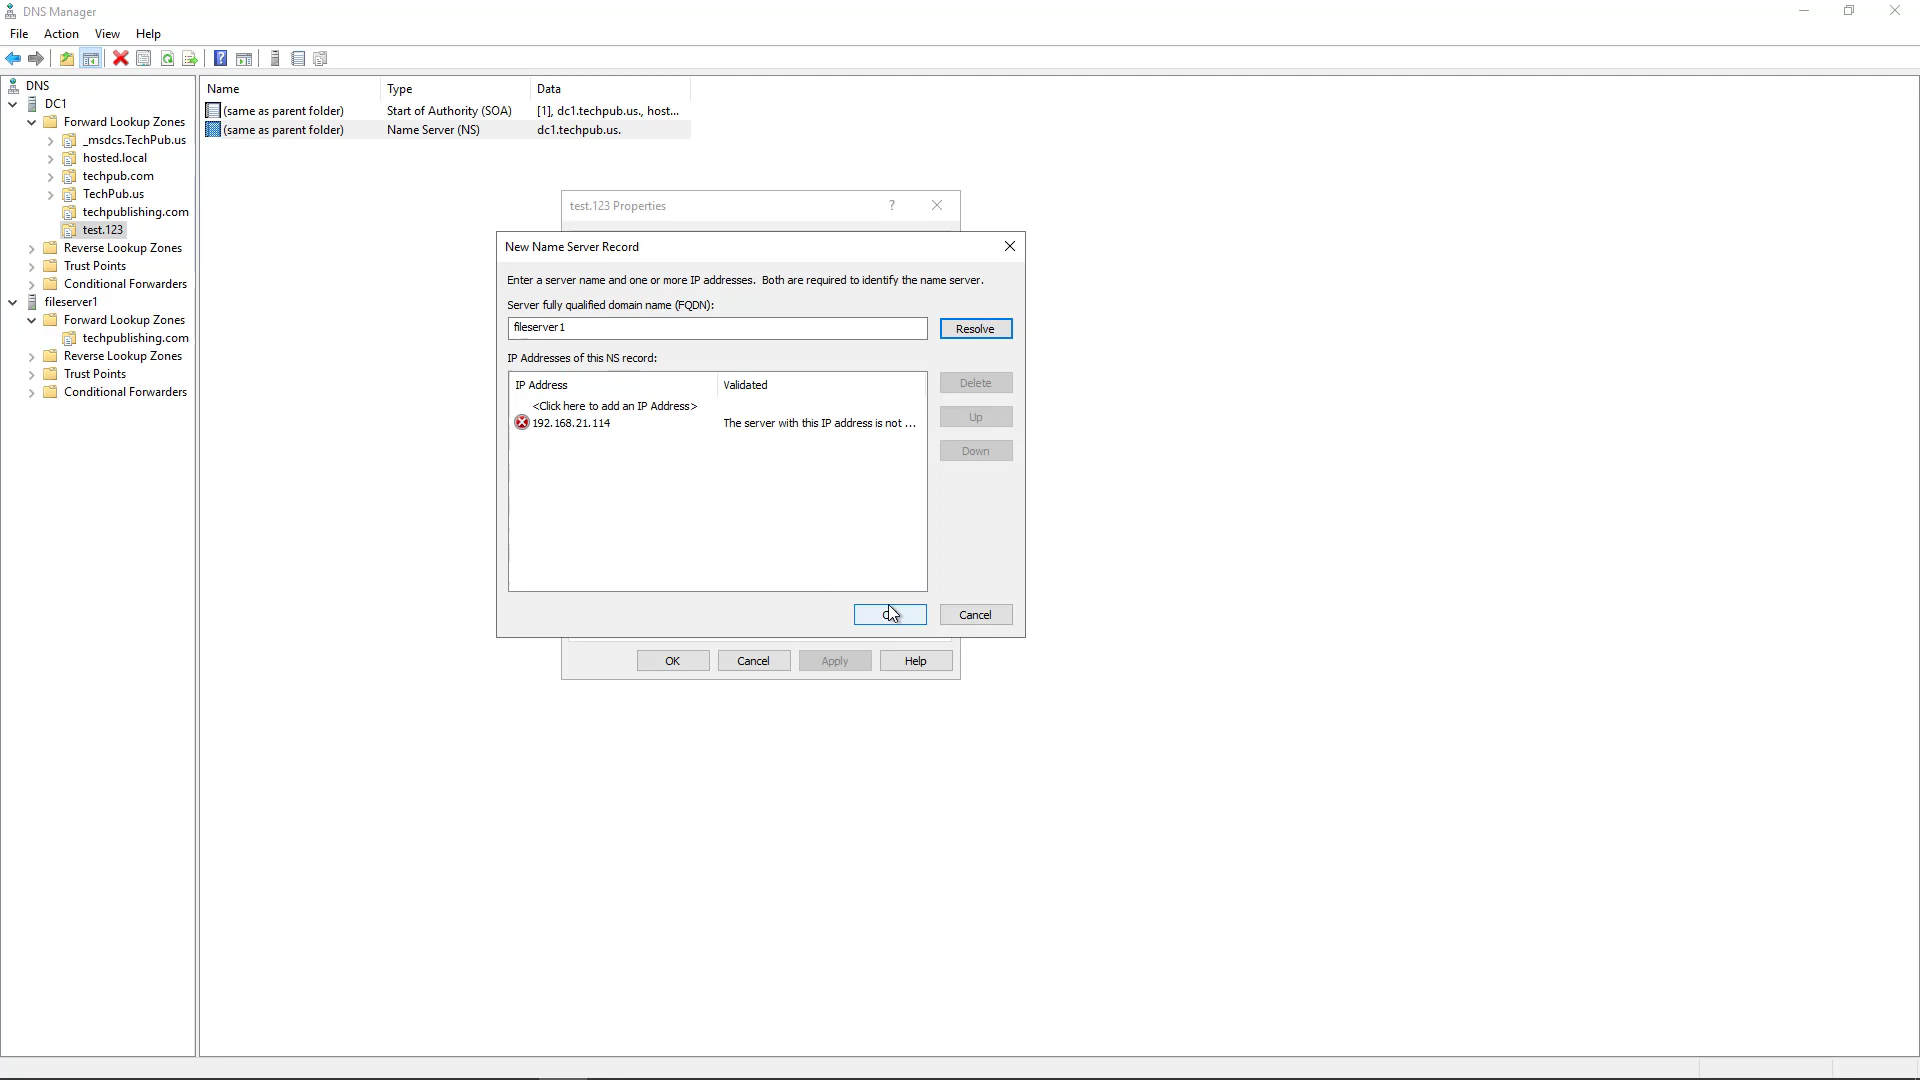 DNS Manager
File Action View Help
DNS
DC1
Forward Lookup Zones
_msdcs.TechPub.us
hosted.local
techpub.com
TechPub.us
techpublishing.com
test.123
Reverse Lookup Zones
Trust Points
Conditional Forwarders
fileserver1
Forward Lookup Zones
techpublishing.com
Reverse Lookup Zones
Trust Points
Conditional Forwarders
Name Type Data
(same as parent folder) Start of Authority (SOA) [1], dc1.techpub.us., host...
(same as parent folder) Name Server (NS) dc1.techpub.us.
test.123 Properties ?
New Name Server Record
Enter a server name and one or more IP addresses. Both are required to identify the name server.
Server fully qualified domain name (FQDN):
fileserver1 Resolve
IP Addresses of this NS record:
IP Address Validated
<Click here to add an IP Address>
192.168.21.114 The server with this IP address is not ...
Delete
Up
Down
Cancel
OK Cancel Apply Help